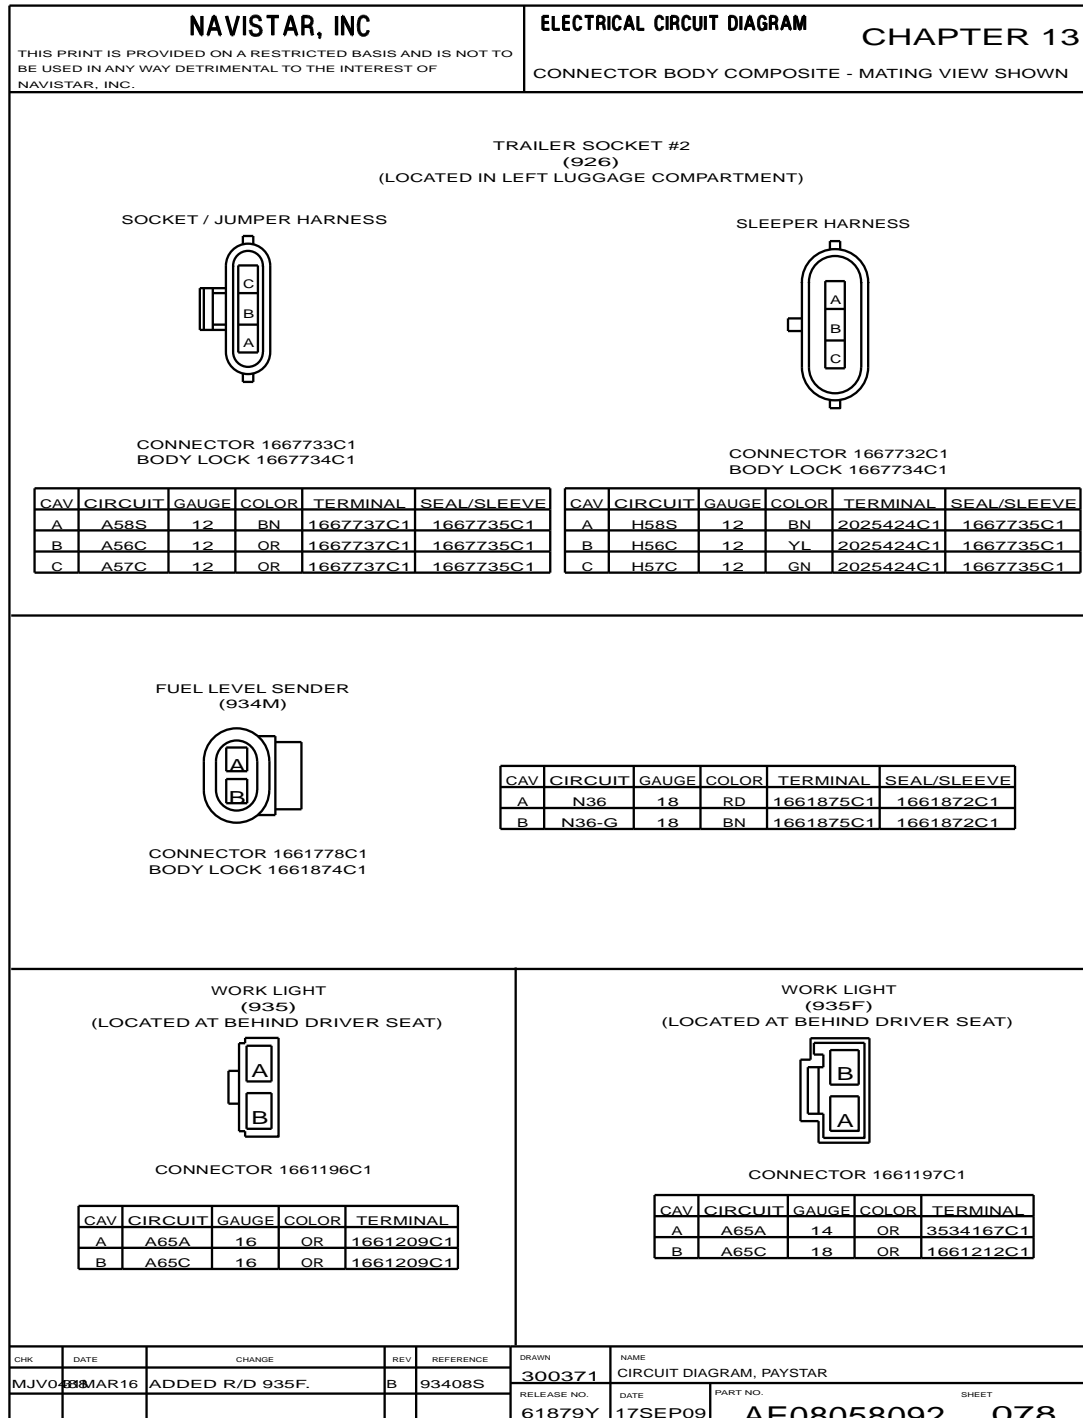 NAVISTAR, INC
THIS PRINT IS PROVIDED ON A RESTRICTED BASIS AND IS NOT TO
BE USED IN ANY WAY DETRIMENTAL TO THE INTEREST OF
NAVISTAR, INC.
ELECTRICAL CIRCUIT DIAGRAM
CHAPTER 13
CONNECTOR BODY COMPOSITE - MATING VIEW SHOWN
TRAILER SOCKET #2
(926)
(LOCATED IN LEFT LUGGAGE COMPARTMENT)
SOCKET / JUMPER HARNESS
C
B
A
CONNECTOR 1667733C1
BODY LOCK 1667734C1
CAV CIRCUIT GAUGE COLOR TERMINAL SEAL/SLEEVE
A A58S 12 BN 1667737C1 1667735C1
B A56C 12 OR 1667737C1 1667735C1
C A57C 12 OR 1667737C1 1667735C1
SLEEPER HARNESS
A
B
C
CONNECTOR 1667732C1
BODY LOCK 1667734C1
CAV CIRCUIT GAUGE COLOR TERMINAL SEAL/SLEEVE
A H58S 12 BN 2025424C1 1667735C1
B H56C 12 YL 2025424C1 1667735C1
C H57C 12 GN 2025424C1 1667735C1
FUEL LEVEL SENDER
(934M)
A
B
CONNECTOR 1661778C1
BODY LOCK 1661874C1
CAV CIRCUIT GAUGE COLOR TERMINAL SEAL/SLEEVE
A N36 18 RD 1661875C1 1661872C1
B N36-G 18 BN 1661875C1 1661872C1
WORK LIGHT
(935)
(LOCATED AT BEHIND DRIVER SEAT)
A
B
CONNECTOR 1661196C1
CAV CIRCUIT GAUGE COLOR TERMINAL
A A65A 16 OR 1661209C1
B A65C 16 OR 1661209C1
WORK LIGHT
(935F)
(LOCATED AT BEHIND DRIVER SEAT)
B
A
CONNECTOR 1661197C1
CAV CIRCUIT GAUGE COLOR TERMINAL
A A65A 14 OR 3534167C1
B A65C 18 OR 1661212C1
CHK DATE CHANGE REV REFERENCE
ADDED R/D 935F. B 93408S
DRAWN
300371
NAME
CIRCUIT DIAGRAM, PAYSTAR
RELEASE NO.
61879Y
DATE
17SEP09
PART NO.
AE08058092
SHEET
078